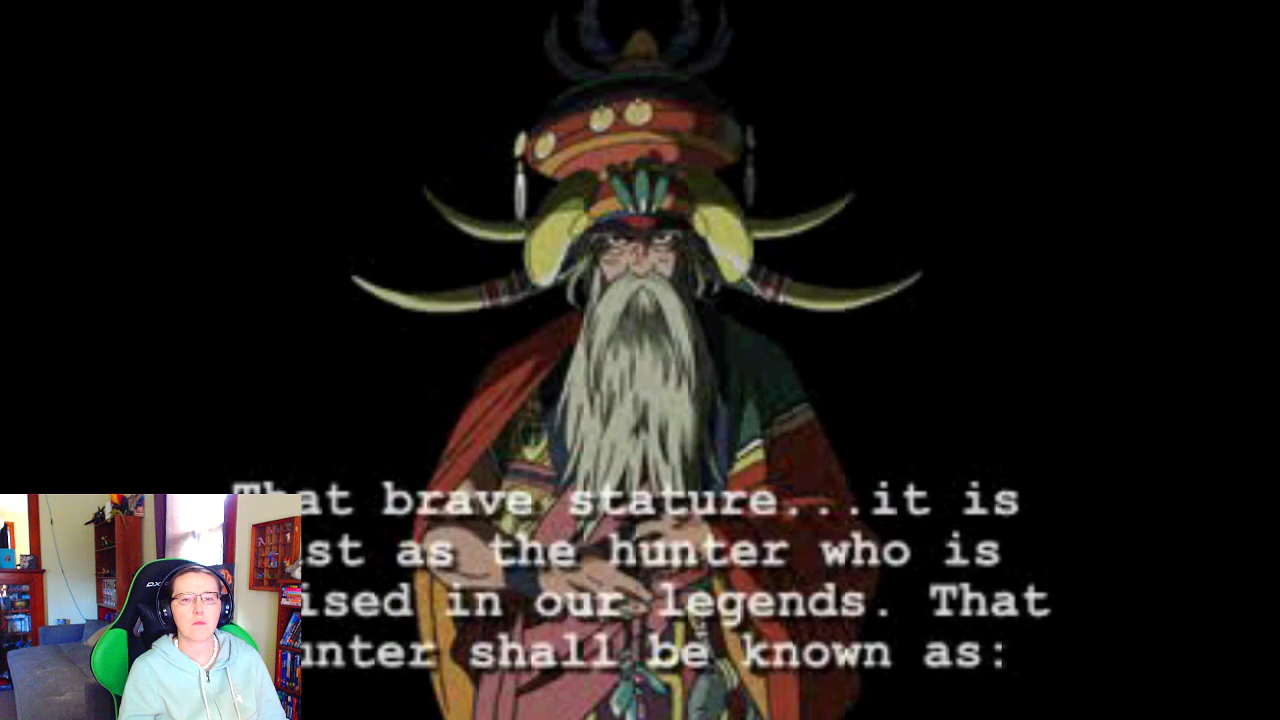 That brave stature...it is
st as the hunter who is
ised in our legends. That
unter shall be known as: